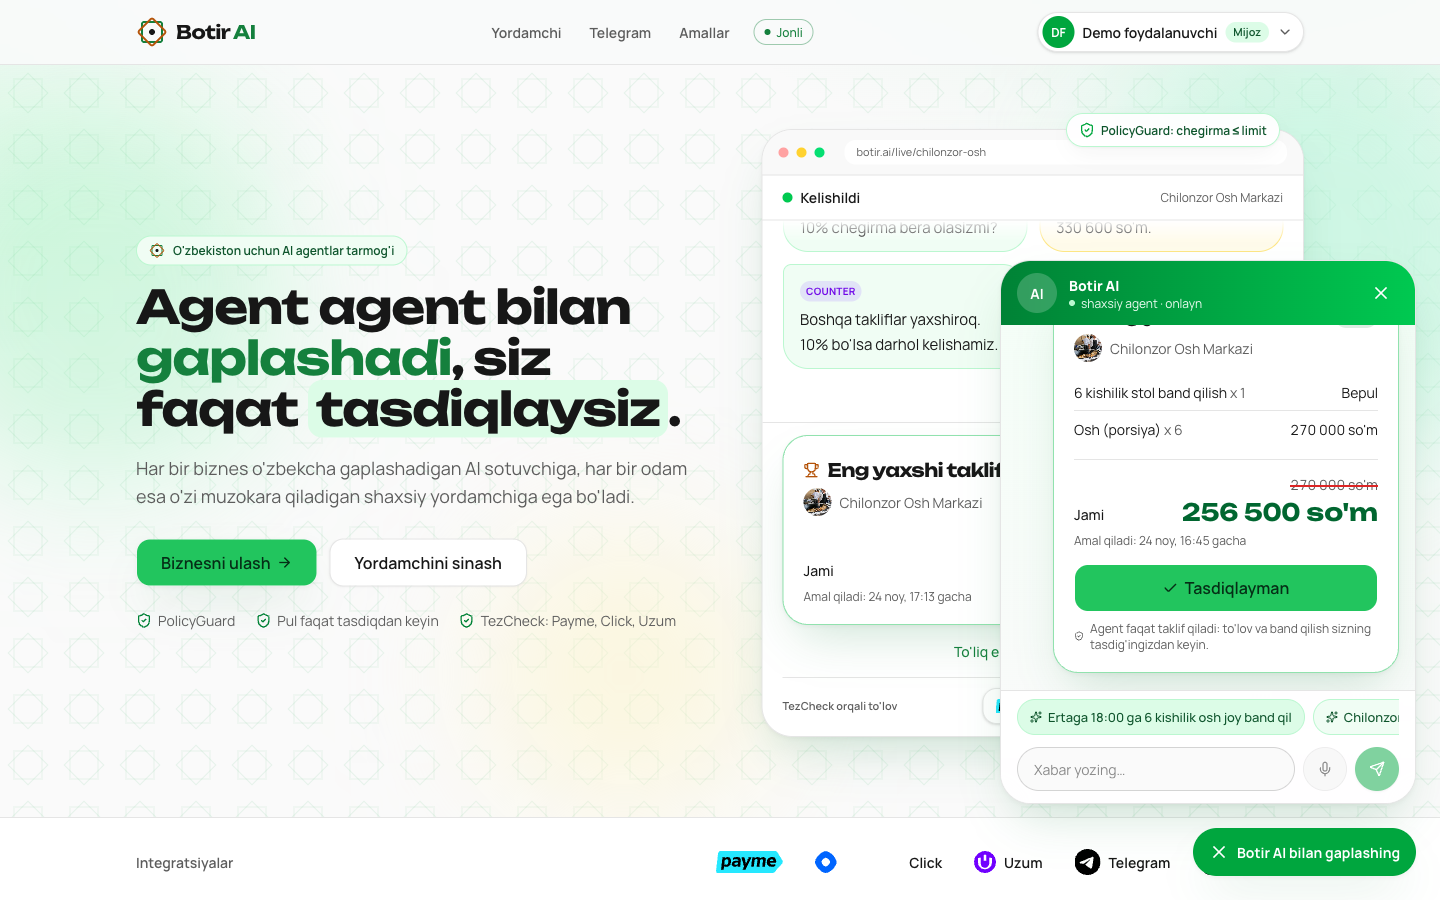 Botir AI
Yordamchi
Telegram
Amallar
Jonli
DF
Demo foydalanuvchi
Mijoz
O'zbekiston uchun AI agentlar tarmog'i
Agent agent bilan
gaplashadi, siz
faqat tasdiqlaysiz.
Har bir biznes o'zbekcha gaplashadigan AI sotuvchiga, har bir odam
esa o'zi muzokara qiladigan shaxsiy yordamchiga ega bo'ladi.
Biznesni ulash
Yordamchini sinash
PolicyGuard
Pul faqat tasdiqdan keyin
TezCheck: Payme, Click, Uzum
PolicyGuard: chegirma ≤ limit
botir.ai/live/chilonzor-osh
Kelishildi
Chilonzor Osh Markazi
10% chegirma bera olasizmi?
330 600 so'm.
COUNTER
Boshqa takliflar yaxshiroq.
10% bo'lsa darhol kelishamiz.
Eng yaxshi taklif
Chilonzor Osh Markazi
Jami
Amal qiladi: 24 noy, 17:13 gacha
To'liq e
TezCheck orqali to'lov
AI
Botir AI
shaxsiy agent · onlayn
Chilonzor Osh Markazi
6 kishilik stol band qilish x 1
Bepul
Osh (porsiya) x 6
270 000 so'm
270 000 so'm
Jami
256 500 so'm
Amal qiladi: 24 noy, 16:45 gacha
Tasdiqlayman
Agent faqat taklif qiladi: to'lov va band qilish sizning
tasdig'ingizdan keyin.
Ertaga 18:00 ga 6 kishilik osh joy band qil
Chilonzor
Xabar yozing…
Integratsiyalar
payme
Click
Uzum
Telegram
Botir AI bilan gaplashing